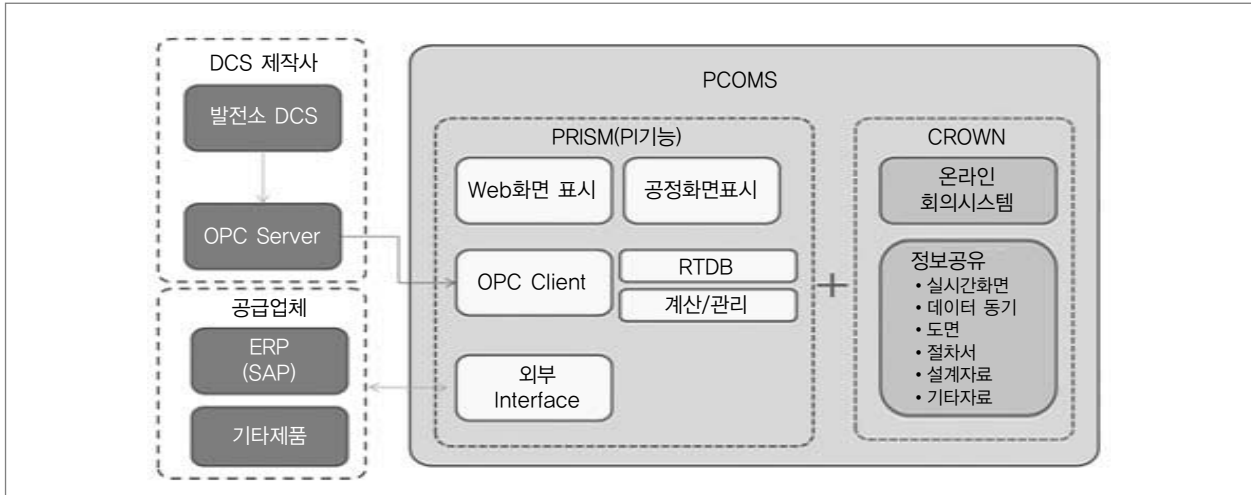 DCS 제작사
발전소 DCS
OPC Server
공급업체
ERP
(SAP)
기타제품
PCOMS
PRISM(PI기능)
Web화면 표시
공정화면표시
OPC Client
RTDB
계산/관리
외부
Interface
+
CROWN
온라인
회의시스템
정보공유
• 실시간화면
• 데이터 동기
• 도면
• 절차서
• 설계자료
• 기타자료